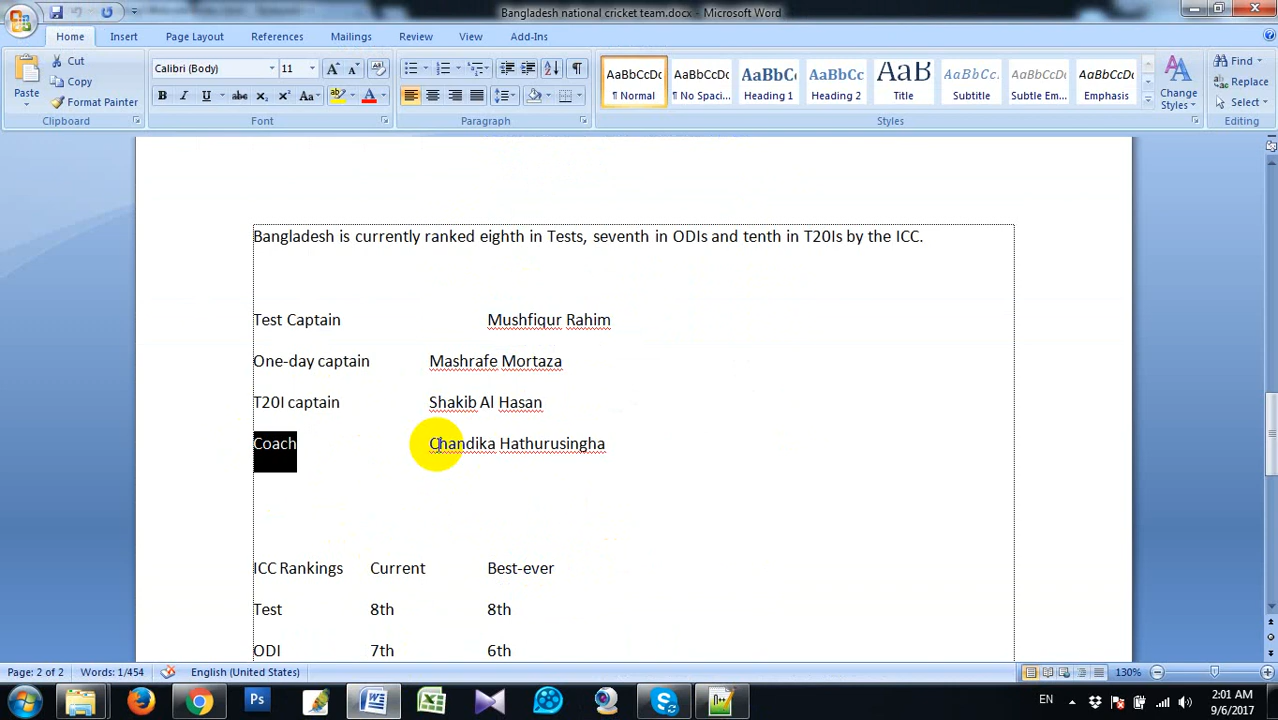 Bangladesh national cricket team.docx - Microsoft Word
Home Insert Page Layout References Mailings Review View Add-Ins
Paste
Cut
Copy
Format Painter
Clipboard
Calibri (Body) 11
Font
Paragraph
AaBbCcDc AaBbCcDc AaBbC( AaBbCc AaB AaBbCc. AaBbCcDc AaBbCcDc
¶ Normal ¶ No Spaci... Heading 1 Heading 2 Title Subtitle Subtle Em... Emphasis
Styles
Change Styles
Find
Replace
Select
Editing
Bangladesh is currently ranked eighth in Tests, seventh in ODIs and tenth in T20Is by the ICC.
Test Captain Mushfiqur Rahim
One-day captain Mashrafe Mortaza
T20I captain Shakib Al Hasan
Coach Chandika Hathurusingha
ICC Rankings Current Best-ever
Test 8th 8th
ODI 7th 6th
Page: 2 of 2 Words: 1/454 English (United States) 130%
Ps
EN
2:01 AM
9/6/2017